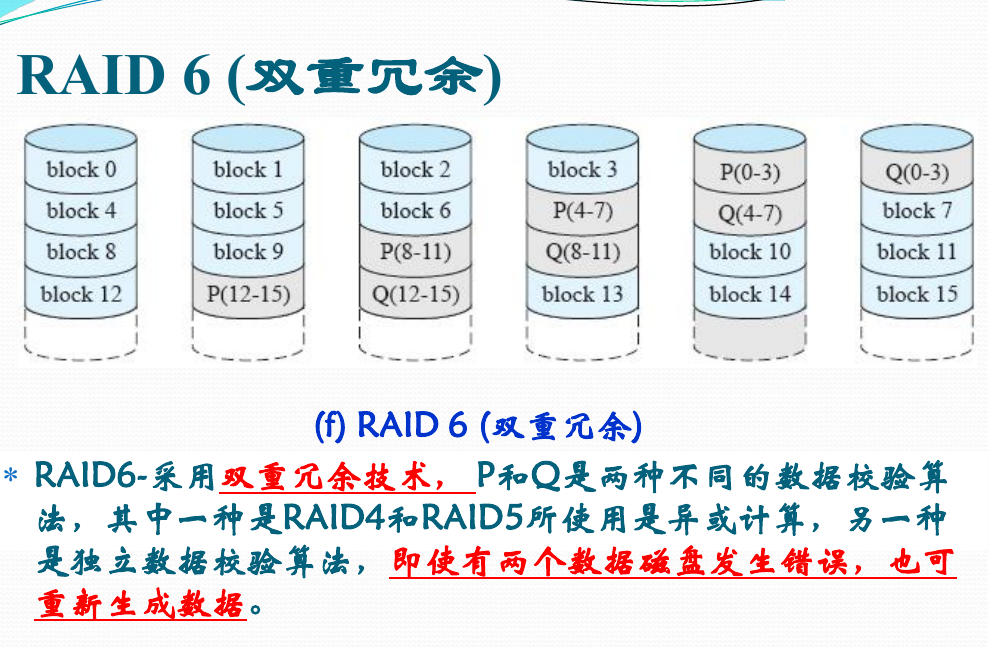 RAID 6 (双重冗余)
block 0 block 1 block 2 block 3 P(0-3) Q(0-3)
block 4 block 5 block 6 P(4-7) Q(4-7) block 7
block 8 block 9 P(8-11) Q(8-11) block 10 block 11
block 12 P(12-15) Q(12-15) block 13 block 14 block 15
(f) RAID 6 (双重冗余)
* RAID6-采用双重冗余技术，P和Q是两种不同的数据校验算
法，其中一种是RAID4和RAID5所使用是异或计算，另一种
是独立数据校验算法，即使有两个数据磁盘发生错误，也可
重新生成数据。